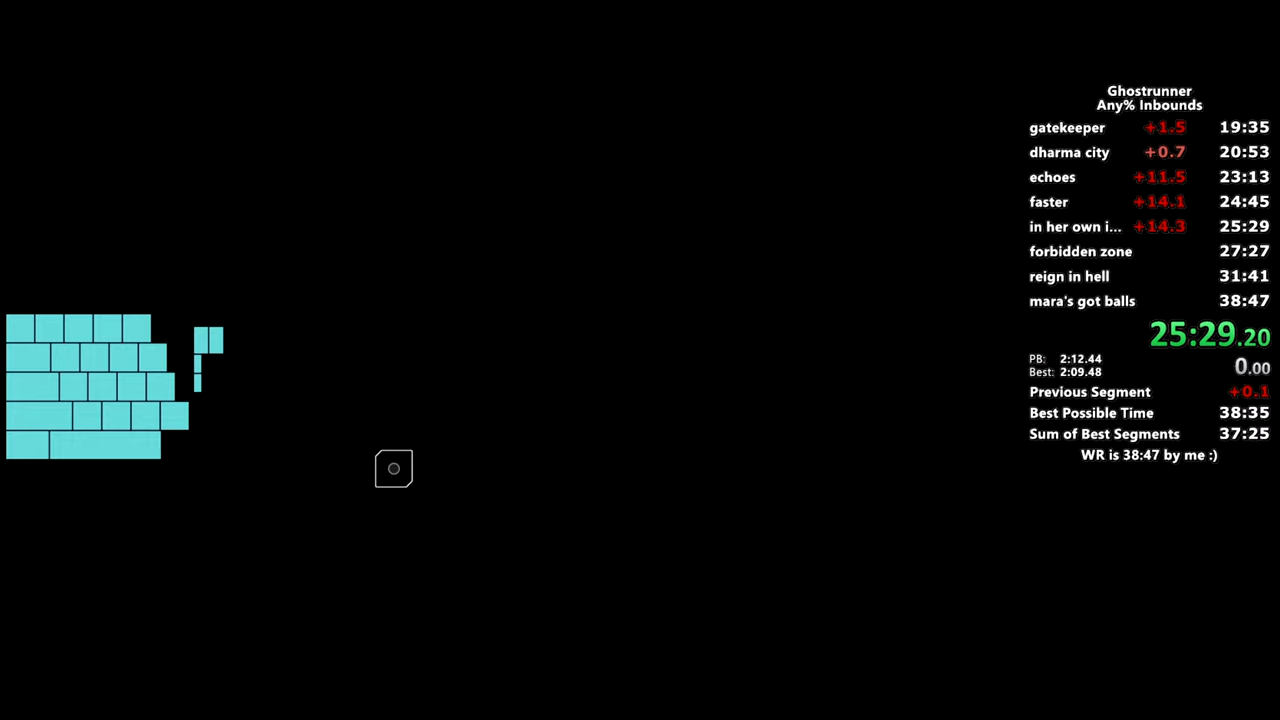 Ghostrunner
Any% Inbounds
gatekeeper +1.5 19:35
dharma city +0.7 20:53
echoes +11.5 23:13
faster +14.1 24:45
in her own i... +14.3 25:29
forbidden zone 27:27
reign in hell 31:41
mara's got balls 38:47
25:29.20
PB: 2:12.44
Best: 2:09.48
0.00
Previous Segment +0.1
Best Possible Time 38:35
Sum of Best Segments 37:25
WR is 38:47 by me :)